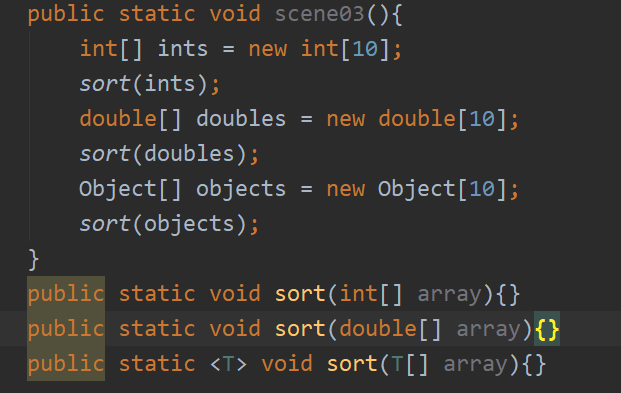 public static void scene03(){
    int[] ints = new int[10];
    sort(ints);
    double[] doubles = new double[10];
    sort(doubles);
    Object[] objects = new Object[10];
    sort(objects);
}
public static void sort(int[] array){}
public static void sort(double[] array){}
public static <T> void sort(T[] array){}